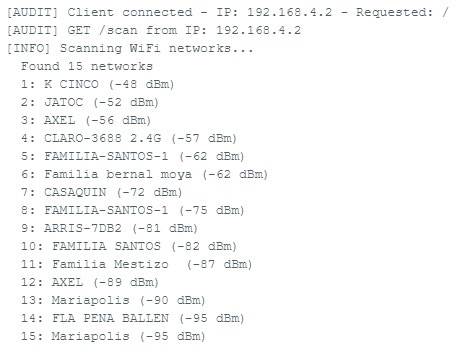 [AUDIT] Client connected - IP: 192.168.4.2 - Requested: /
[AUDIT] GET /scan from IP: 192.168.4.2
[INFO] Scanning WiFi networks...
Found 15 networks
1: K CINCO (-48 dBm)
2: JATOC (-52 dBm)
3: AXEL (-56 dBm)
4: CLARO-3688 2.4G (-57 dBm)
5: FAMILIA-SANTOS-1 (-62 dBm)
6: Familia bernal moya (-62 dBm)
7: CASAQUIN (-72 dBm)
8: FAMILIA-SANTOS-1 (-75 dBm)
9: ARRIS-7DB2 (-81 dBm)
10: FAMILIA SANTOS (-82 dBm)
11: Familia Mestizo  (-87 dBm)
12: AXEL (-89 dBm)
13: Mariapolis (-90 dBm)
14: FLA PENA BALLEN (-95 dBm)
15: Mariapolis (-95 dBm)